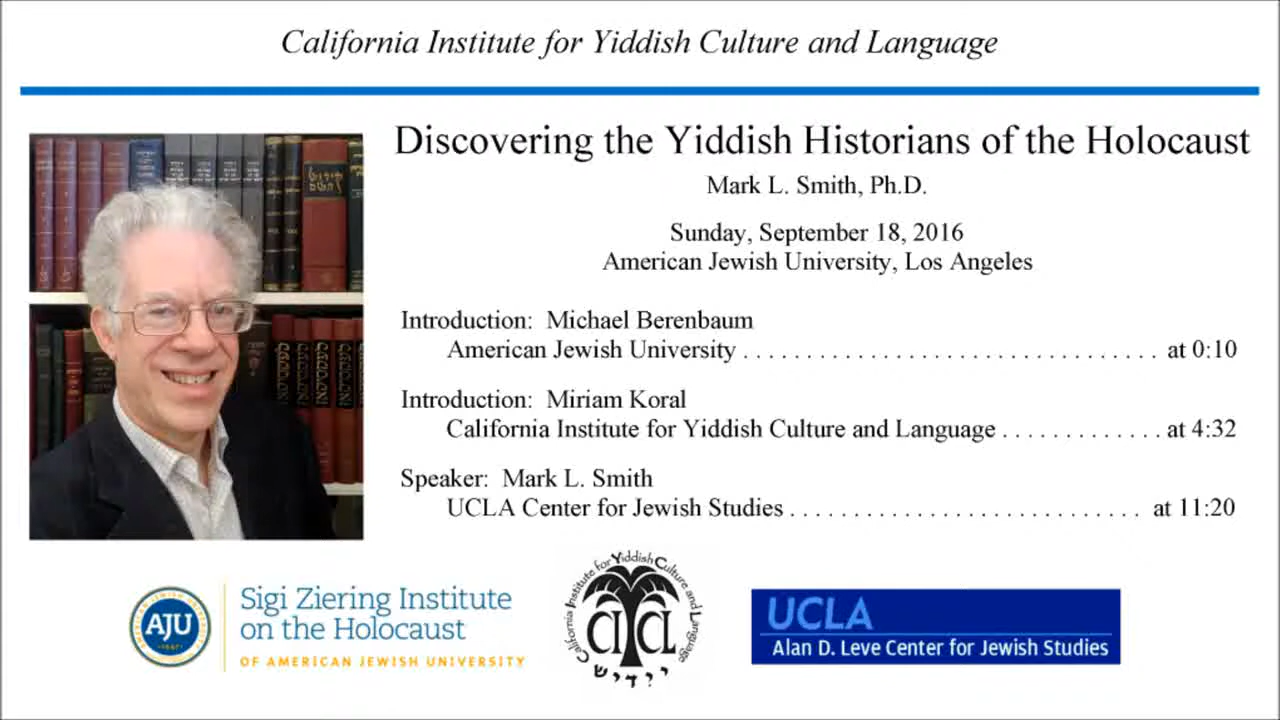 California Institute for Yiddish Culture and Language
Discovering the Yiddish Historians of the Holocaust
Mark L. Smith, Ph.D.
Sunday, September 18, 2016
American Jewish University, Los Angeles
Introduction: Michael Berenbaum
American Jewish University . . . . . . . . . . . . . . . . . . . . . . . . . . . . . . . . . at 0:10
Introduction: Miriam Koral
California Institute for Yiddish Culture and Language . . . . . . . . . . . . . at 4:32
Speaker: Mark L. Smith
UCLA Center for Jewish Studies . . . . . . . . . . . . . . . . . . . . . . . . . . . . at 11:20
AJU
Sigi Ziering Institute
on the Holocaust
OF AMERICAN JEWISH UNIVERSITY
California Institute for Yiddish Culture and Language
CIYCL
ייִדיש
UCLA
Alan D. Leve Center for Jewish Studies